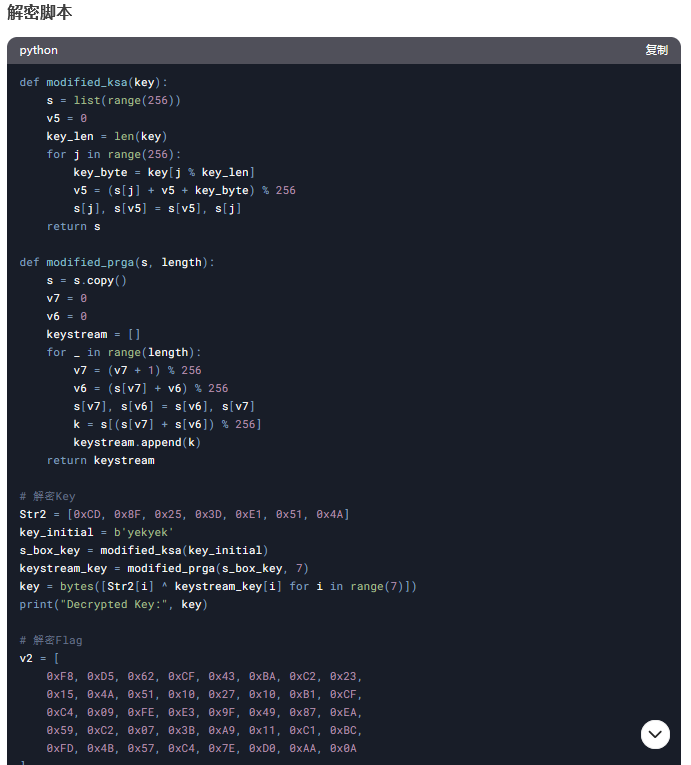 解密脚本
python 复制
def modified_ksa(key):
    s = list(range(256))
    v5 = 0
    key_len = len(key)
    for j in range(256):
        key_byte = key[j % key_len]
        v5 = (s[j] + v5 + key_byte) % 256
        s[j], s[v5] = s[v5], s[j]
    return s
def modified_prga(s, length):
    s = s.copy()
    v7 = 0
    v6 = 0
    keystream = []
    for _ in range(length):
        v7 = (v7 + 1) % 256
        v6 = (s[v7] + v6) % 256
        s[v7], s[v6] = s[v6], s[v7]
        k = s[(s[v7] + s[v6]) % 256]
        keystream.append(k)
    return keystream
# 解密Key
Str2 = [0xCD, 0x8F, 0x25, 0x3D, 0xE1, 0x51, 0x4A]
key_initial = b'yekyek'
s_box_key = modified_ksa(key_initial)
keystream_key = modified_prga(s_box_key, 7)
key = bytes([Str2[i] ^ keystream_key[i] for i in range(7)])
print("Decrypted Key:", key)
# 解密Flag
v2 = [
    0xF8, 0xD5, 0x62, 0xCF, 0x43, 0xBA, 0xC2, 0x23,
    0x15, 0x4A, 0x51, 0x10, 0x27, 0x10, 0xB1, 0xCF,
    0xC4, 0x09, 0xFE, 0xE3, 0x9F, 0x49, 0x87, 0xEA,
    0x59, 0xC2, 0x07, 0x3B, 0xA9, 0x11, 0xC1, 0xBC,
    0xFD, 0x4B, 0x57, 0xC4, 0x7E, 0xD0, 0xAA, 0x0A